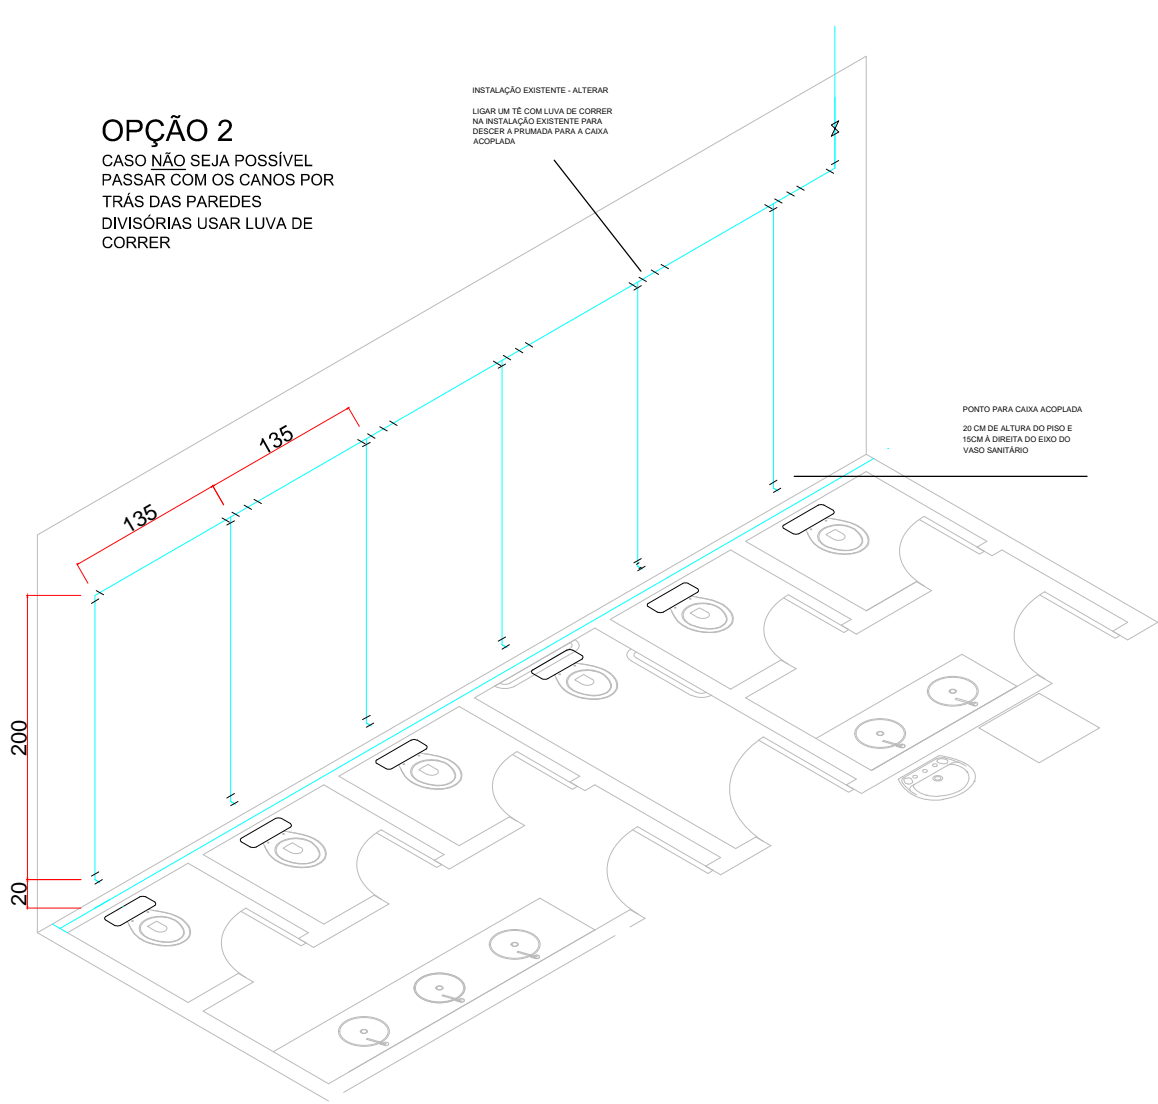 OPÇÃO 2
CASO NÃO SEJA POSSÍVEL
PASSAR COM OS CANOS POR
TRÁS DAS PAREDES
DIVISÓRIAS USAR LUVA DE
CORRER
INSTALAÇÃO EXISTENTE - ALTERAR
LIGAR UM TÊ COM LUVA DE CORRER
NA INSTALAÇÃO EXISTENTE PARA
DESCER A PRUMADA PARA A CAIXA
ACOPLADA
PONTO PARA CAIXA ACOPLADA
20 CM DE ALTURA DO PISO E
15CM À DIREITA DO EIXO DO
VASO SANITÁRIO
135
135
200
20